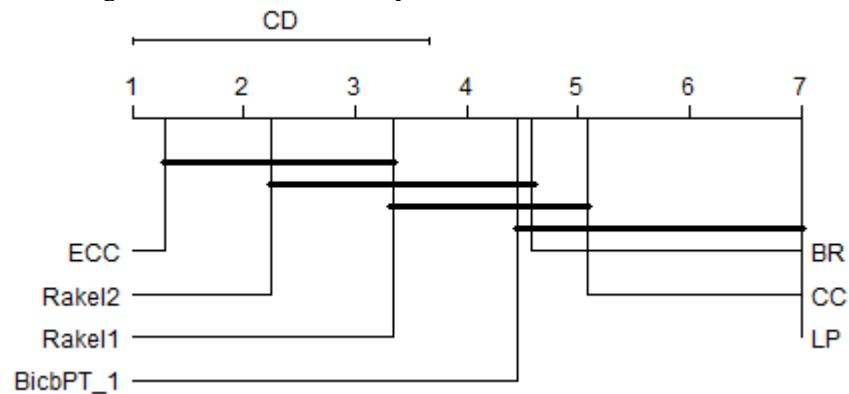 CD
1 2 3 4 5 6 7
ECC BR
Rakel2 CC
Rakel1 LP
BicbPT_1